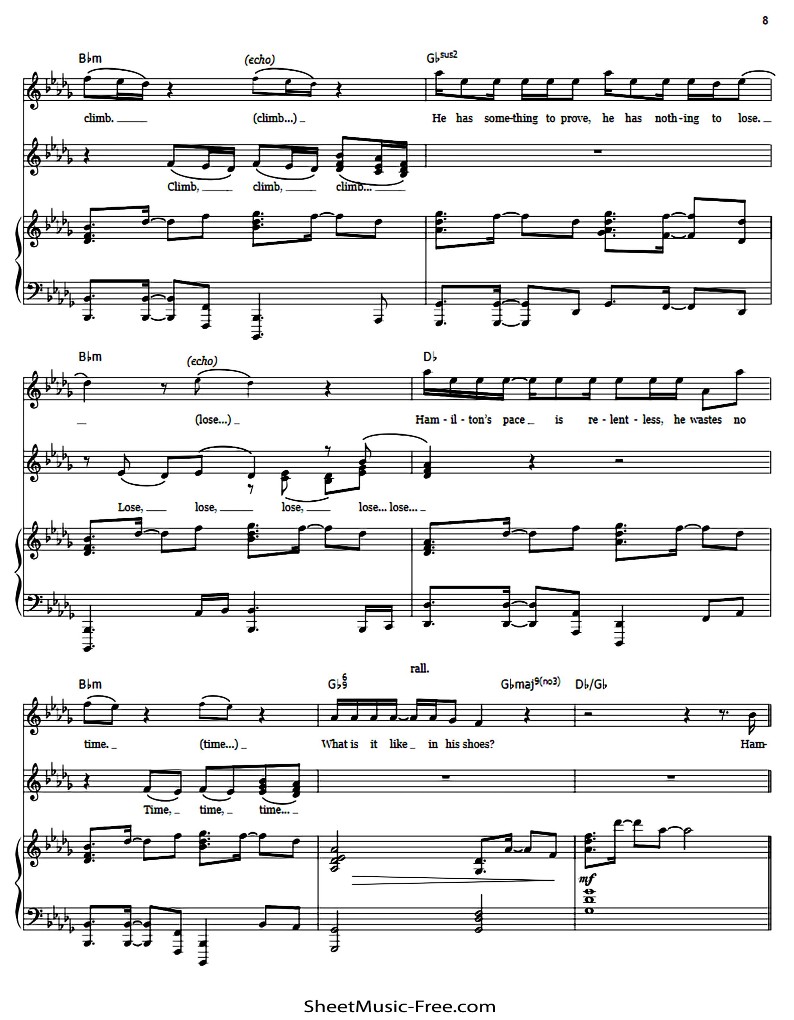 8
B♭m (echo) G♭sus2
climb. (climb...) He has some-thing to prove, he has noth-ing to lose.
Climb, climb, climb...
B♭m (echo) D♭
(lose...) Ham - il - ton's pace is re - lent - less, he wastes no
Lose, lose, lose, lose... lose...
rall.
B♭m G♭6/9 G♭maj9(no3) D♭/G♭
time. (time...) What is it like in his shoes? Ham-
Time, time, time...
mf
SheetMusic-Free.com